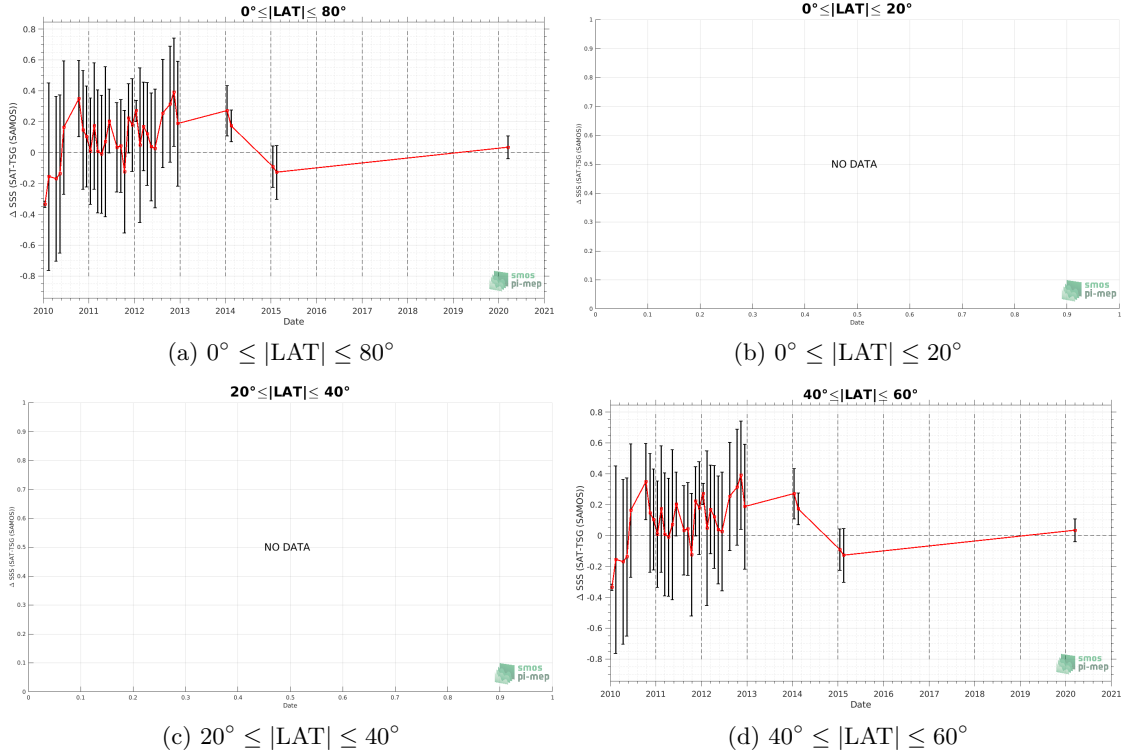 0°≤|LAT|≤ 80°
Δ SSS (SAT-TSG (SAMOS))
0.8
0.6
0.4
0.2
0
-0.2
-0.4
-0.6
-0.8
2010 2011 2012 2013 2014 2015 2016 2017 2018 2019 2020 2021
Date
smos
pi-mep
(a) 0° ≤ |LAT| ≤ 80°
0°≤|LAT|≤ 20°
Δ SSS (SAT-TSG (SAMOS))
1
0.9
0.8
0.7
0.6
0.5
0.4
0.3
0.2
0.1
0
NO DATA
0 0.1 0.2 0.3 0.4 0.5 0.6 0.7 0.8 0.9 1
Date
smos
pi-mep
(b) 0° ≤ |LAT| ≤ 20°
20°≤|LAT|≤ 40°
Δ SSS (SAT-TSG (SAMOS))
1
0.9
0.8
0.7
0.6
0.5
0.4
0.3
0.2
0.1
0
NO DATA
0 0.1 0.2 0.3 0.4 0.5 0.6 0.7 0.8 0.9 1
Date
smos
pi-mep
(c) 20° ≤ |LAT| ≤ 40°
40°≤|LAT|≤ 60°
Δ SSS (SAT-TSG (SAMOS))
0.8
0.6
0.4
0.2
0
-0.2
-0.4
-0.6
-0.8
2010 2011 2012 2013 2014 2015 2016 2017 2018 2019 2020 2021
Date
smos
pi-mep
(d) 40° ≤ |LAT| ≤ 60°